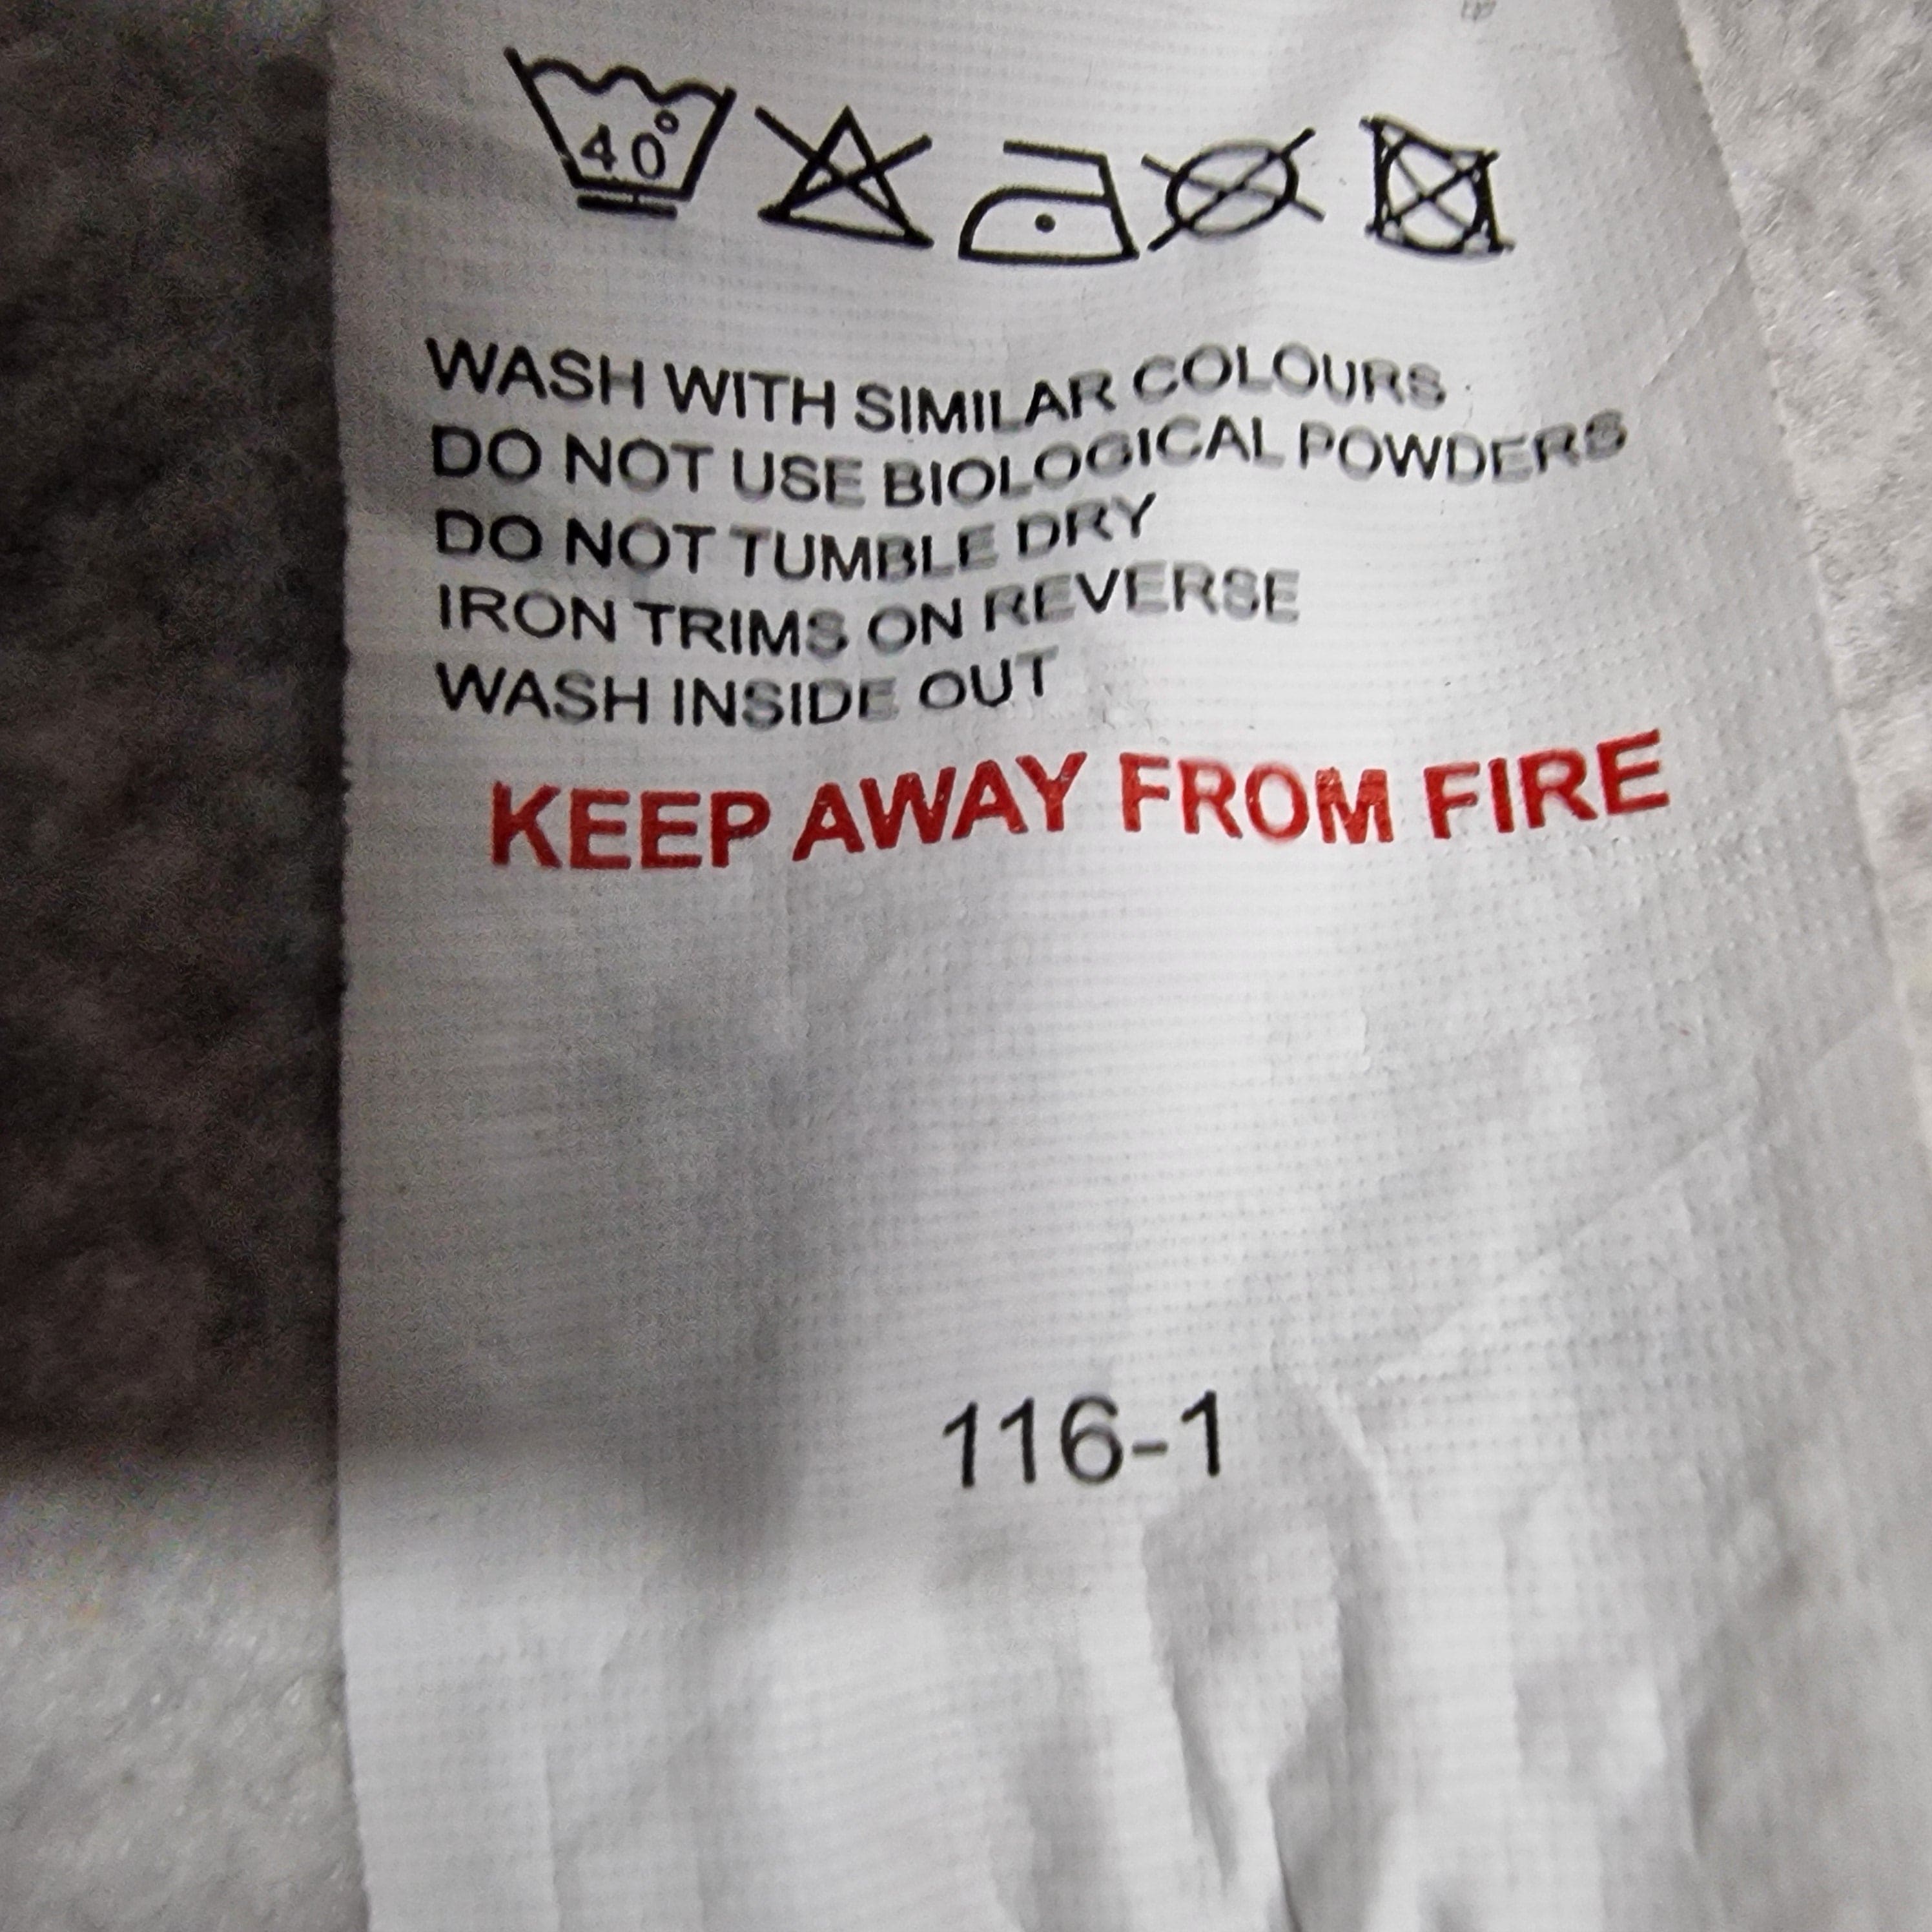 40°
WASH WITH SIMILAR COLOURS
DO NOT USE BIOLOGICAL POWDERS
DO NOT TUMBLE DRY
IRON TRIMS ON REVERSE
WASH INSIDE OUT
KEEP AWAY FROM FIRE
116-1